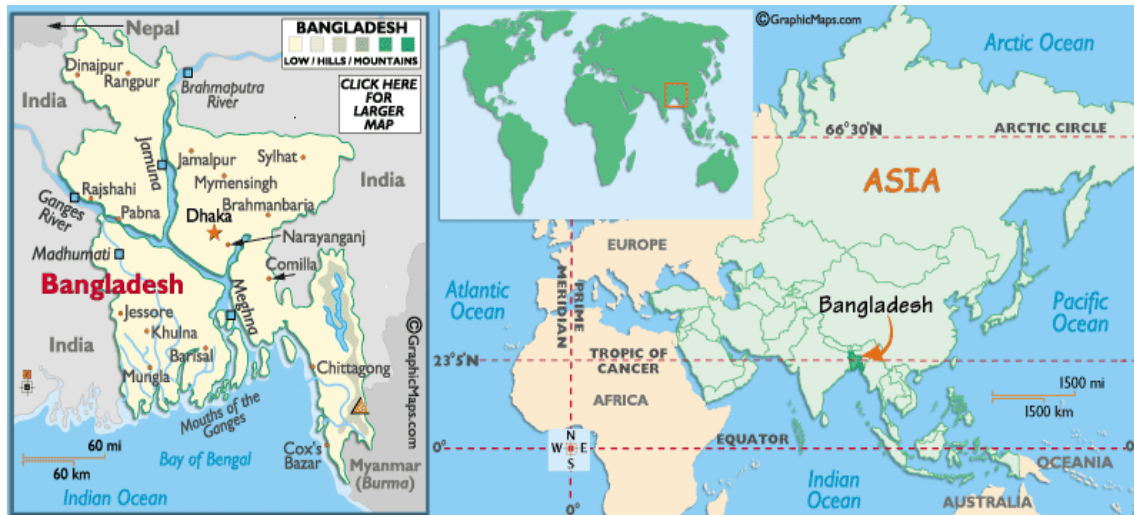 Nepal
BANGLADESH
LOW / HILLS / MOUNTAINS
CLICK HERE
FOR
LARGER
MAP
Dinajpur
Rangpur
India
Brahmaputra
River
Jamuna
Jamalpur
Sylhat
Mymensingh
India
Rajshahi
Ganges
River
Pabna
Brahmanbaria
Dhaka
Narayanganj
Madhumati
Comilla
Bangladesh
Meghna
Jessore
Khulna
India
Barisal
Mungla
Chittagong
Mouths of the
Ganges
60 mi
60 km
Bay of Bengal
Cox's
Bazar
Myanmar
(Burma)
Indian Ocean
©GraphicMaps.com
©GraphicMaps.com
Arctic Ocean
66°30'N
ARCTIC CIRCLE
ASIA
EUROPE
Atlantic
Ocean
PRIME
MERIDIAN
Bangladesh
Pacific
Ocean
23°5'N
TROPIC OF
CANCER
AFRICA
1500 mi
1500 km
EQUATOR
0°
N
W
E
S
0°
0
Indian
Ocean
OCEANIA
AUSTRALIA